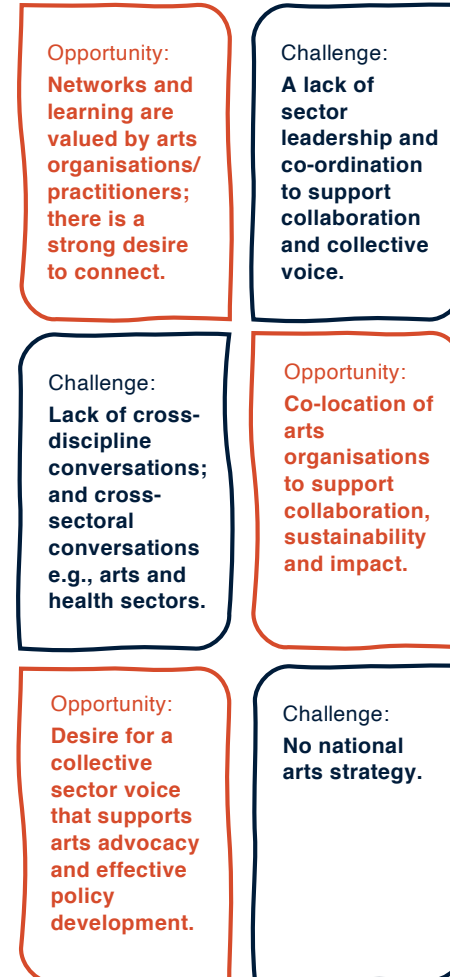 Opportunity:
Networks and
learning are
valued by arts
organisations/
practitioners;
there is a
strong desire
to connect.
Challenge:
A lack of
sector
leadership and
co-ordination
to support
collaboration
and collective
voice.
Challenge:
Lack of cross-
discipline
conversations;
and cross-
sectoral
conversations
e.g., arts and
health sectors.
Opportunity:
Co-location of
arts
organisations
to support
collaboration,
sustainability
and impact.
Opportunity:
Desire for a
collective
sector voice
that supports
arts advocacy
and effective
policy
development.
Challenge:
No national
arts strategy.